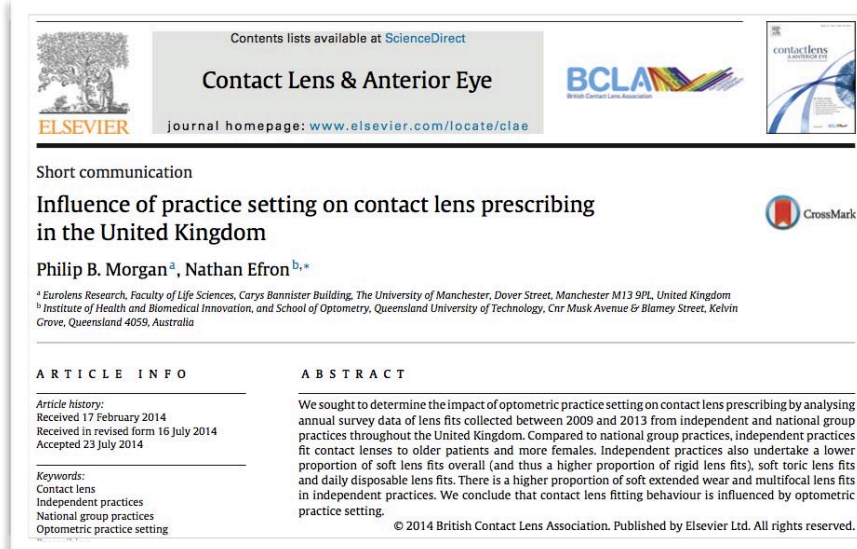 Contents lists available at ScienceDirect
Contact Lens & Anterior Eye
journal homepage: www.elsevier.com/locate/clae
ELSEVIER
BCLA
British Contact Lens Association
contactlens
& ANTERIOR EYE
Short communication
Influence of practice setting on contact lens prescribing
in the United Kingdom
CrossMark
Philip B. Morgan a, Nathan Efron b,*
a Eurolens Research, Faculty of Life Sciences, Carys Bannister Building, The University of Manchester, Dover Street, Manchester M13 9PL, United Kingdom
b Institute of Health and Biomedical Innovation, and School of Optometry, Queensland University of Technology, Cnr Musk Avenue & Blamey Street, Kelvin
Grove, Queensland 4059, Australia
ARTICLE INFO
Article history:
Received 17 February 2014
Received in revised form 16 July 2014
Accepted 23 July 2014
Keywords:
Contact lens
Independent practices
National group practices
Optometric practice setting
ABSTRACT
We sought to determine the impact of optometric practice setting on contact lens prescribing by analysing
annual survey data of lens fits collected between 2009 and 2013 from independent and national group
practices throughout the United Kingdom. Compared to national group practices, independent practices
fit contact lenses to older patients and more females. Independent practices also undertake a lower
proportion of soft lens fits overall (and thus a higher proportion of rigid lens fits), soft toric lens fits
and daily disposable lens fits. There is a higher proportion of soft extended wear and multifocal lens fits
in independent practices. We conclude that contact lens fitting behaviour is influenced by optometric
practice setting.
© 2014 British Contact Lens Association. Published by Elsevier Ltd. All rights reserved.